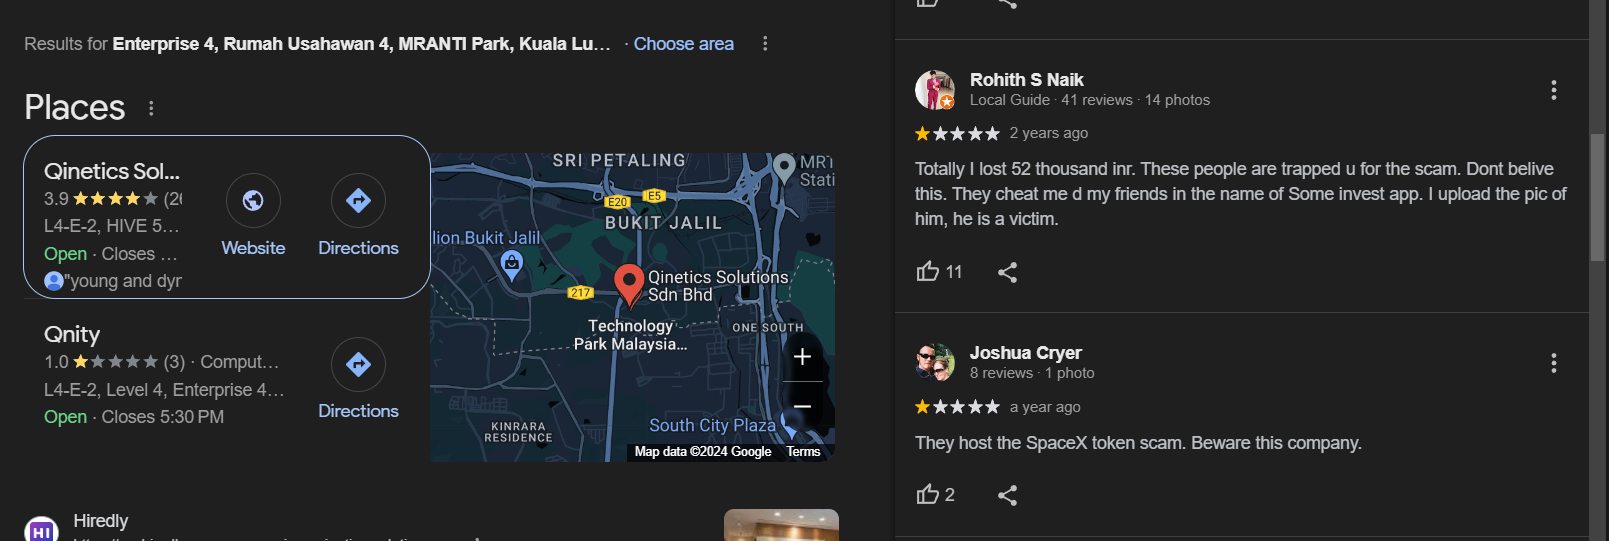 Results for Enterprise 4, Rumah Usahawan 4, MRANTI Park, Kuala Lu... · Choose area
Places
Qinetics Sol...
3.9 (20
L4-E-2, HIVE 5...
Open · Closes ...
"young and dyr
Website
Directions
Qnity
1.0 (3) · Comput...
L4-E-2, Level 4, Enterprise 4...
Open · Closes 5:30 PM
Directions
SRI PETALING
MRT
Stati
E5
E20
BUKIT JALIL
lion Bukit Jalil
Qinetics Solutions
Sdn Bhd
217
Technology
Park Malaysia...
ONE SOUTH
+
−
KINRARA
RESIDENCE
South City Plaza
Map data ©2024 Google Terms
HI
Hiredly
Rohith S Naik
Local Guide · 41 reviews · 14 photos
2 years ago
Totally I lost 52 thousand inr. These people are trapped u for the scam. Dont belive
this. They cheat me d my friends in the name of Some invest app. I upload the pic of
him, he is a victim.
11
Joshua Cryer
8 reviews · 1 photo
a year ago
They host the SpaceX token scam. Beware this company.
2